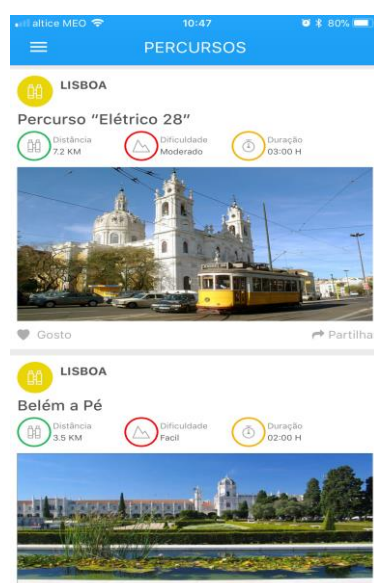 altice MEO 10:47 80%
PERCURSOS
LISBOA
Percurso “Elétrico 28”
Distância Dificuldade Duração
7.2 KM Moderado 03:00 H
Gosto Partilha
LISBOA
Belém a Pé
Distância Dificuldade Duração
3.5 KM Facil 02:00 H